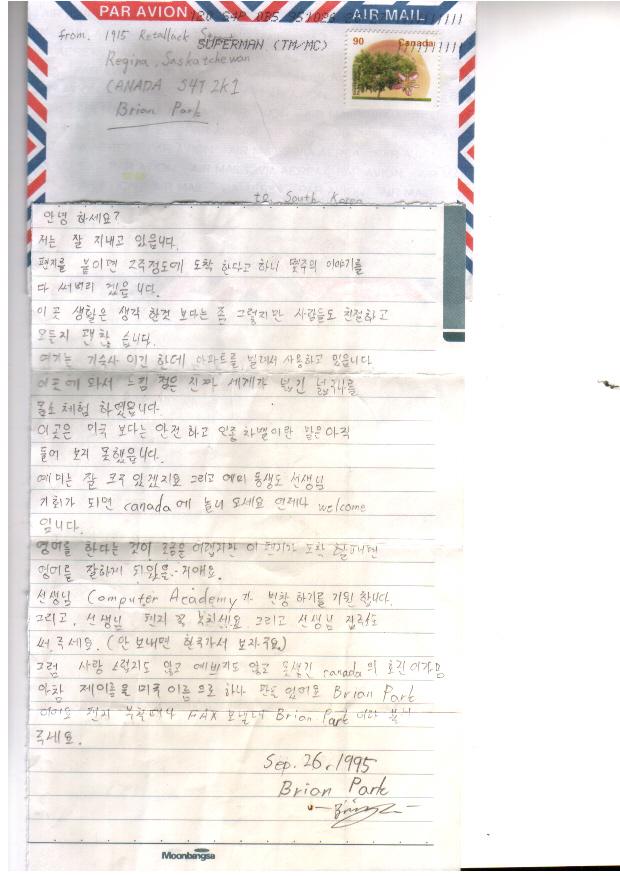 PAR AVION AIR MAIL
SUPERMAN (TM/MC)
90 Canada
from. 1915 Retallack
Regina, Saskatchewan
CANADA S4T 2K1
Brian Park
to South Korea
안녕 하세요?
저는 잘 지내고 있읍니다.
편지를 붙이면 2주정도에 도착 한다고 하니 몇주의 이야기를
다 써버리 겠읍니다.
이곳 생활은 생각 한것 보다는 좀 그렇지만 사람들도 친절하고
모든지 괜찮 습니다.
여기는 기숙사 이긴 한데 아파트를 빌려서 사용하고 있읍니다
이곳에 와서 느낌 점은 진짜 세계가 넓긴 넓구나를
몸소 체험 하였읍니다.
이곳은 미국 보다는 안전 하고 인종 차별이란 말은 아직
들어 보지 못했읍니다.
예미는 잘 크고 있겠지요 그리고 예미 동생도 선생님
기회가 되면 canada에 놀러 오세요 언제나 welcome
입니다.
영어를 한다는 것이 조금은 어렵지만 이 편지가 도착 할때면
영어를 잘하게 되있을 거에요.
선생님 Computer Academy가 번창 하기를 기원 합니다.
그리고, 선생님 편지 꼭 부치세요 그리고 선생님
써 주세요. (안 보내면 한국가서 보자구요)
그럼 사랑 스럽지도 않고 예쁘지도 않고 못생긴 canada의
아참 제이름을 미국 이름 으로 하나 만들 었어요 Brian Park
이에요 편지 부칠때나 FAX 보낼때 Brian Park 이라
주세요.
Sep. 26. 1995
Brian Park
Moonbangsa